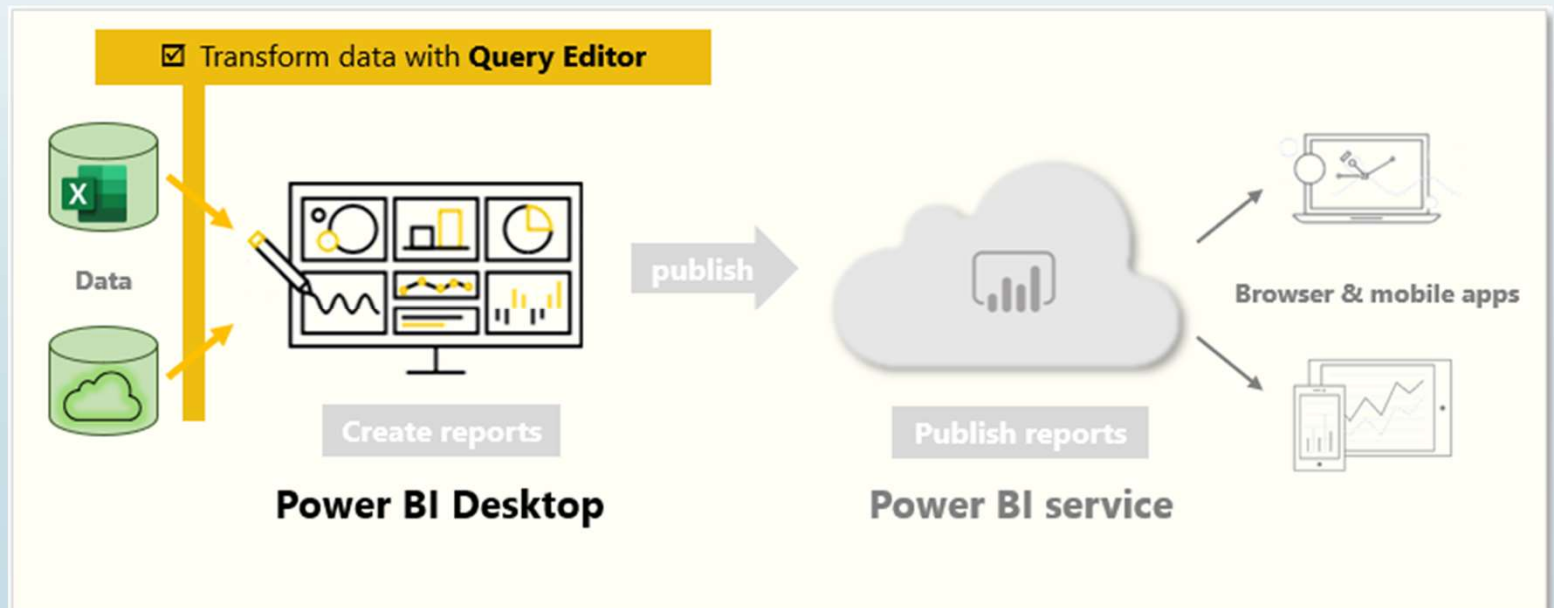 Transform data with Query Editor
X
Data
publish
Browser & mobile apps
Create reports
Publish reports
Power BI Desktop
Power BI service